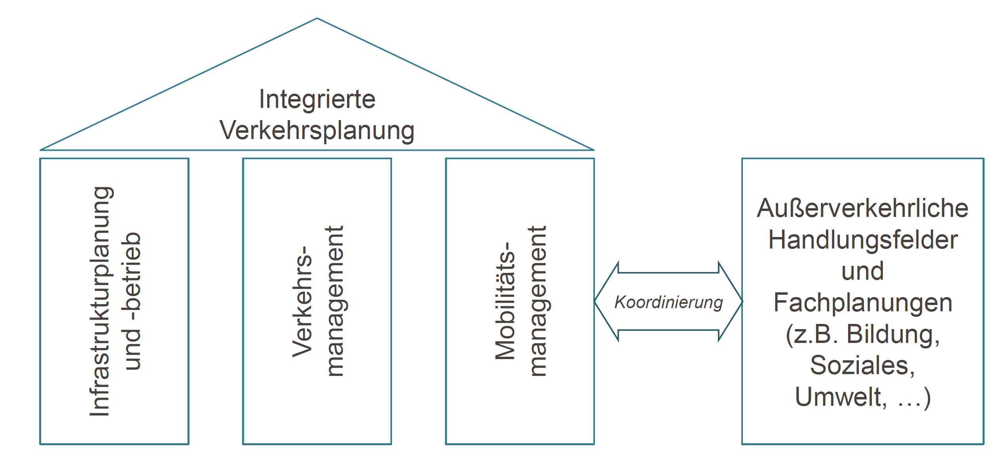 Integrierte
Verkehrsplanung
Infrastrukturplanung
und -betrieb
Verkehrs-
management
Mobilitäts-
management
Koordinierung
Außerverkehrliche
Handlungsfelder
und
Fachplanungen
(z.B. Bildung,
Soziales,
Umwelt, …)